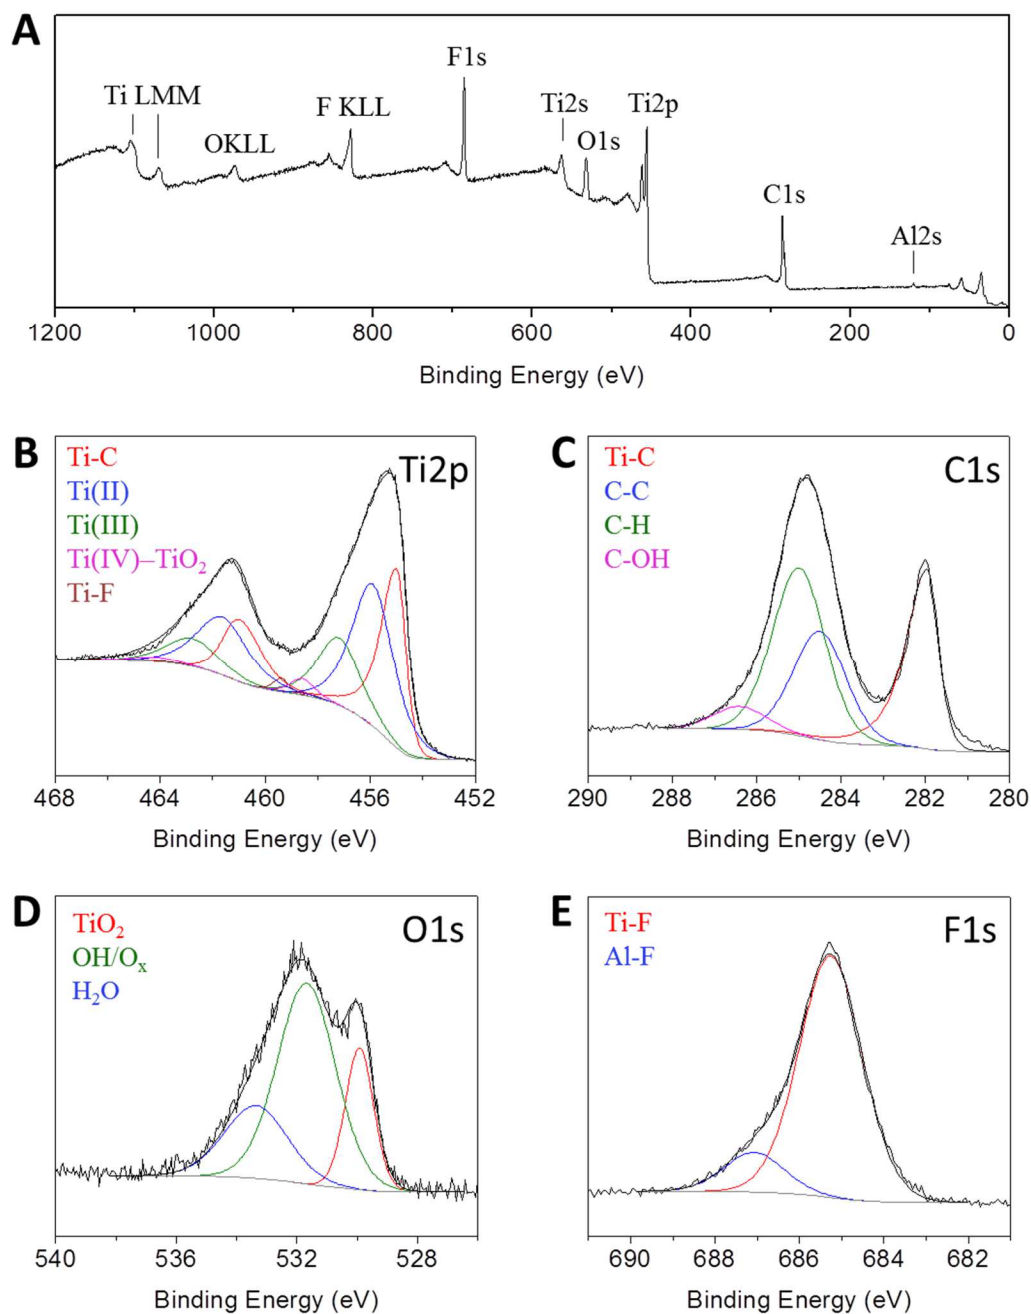 A
Ti LMM
OKLL
F KLL
F1s
Ti2s
O1s
Ti2p
C1s
Al2s
1200 1000 800 600 400 200 0
Binding Energy (eV)
B
Ti-C
Ti(II)
Ti(III)
Ti(IV)–TiO₂
Ti-F
Ti2p
468 464 460 456 452
Binding Energy (eV)
C
Ti-C
C-C
C-H
C-OH
C1s
290 288 286 284 282 280
Binding Energy (eV)
D
TiO₂
OH/Oₓ
H₂O
O1s
540 536 532 528
Binding Energy (eV)
E
Ti-F
Al-F
F1s
690 688 686 684 682
Binding Energy (eV)